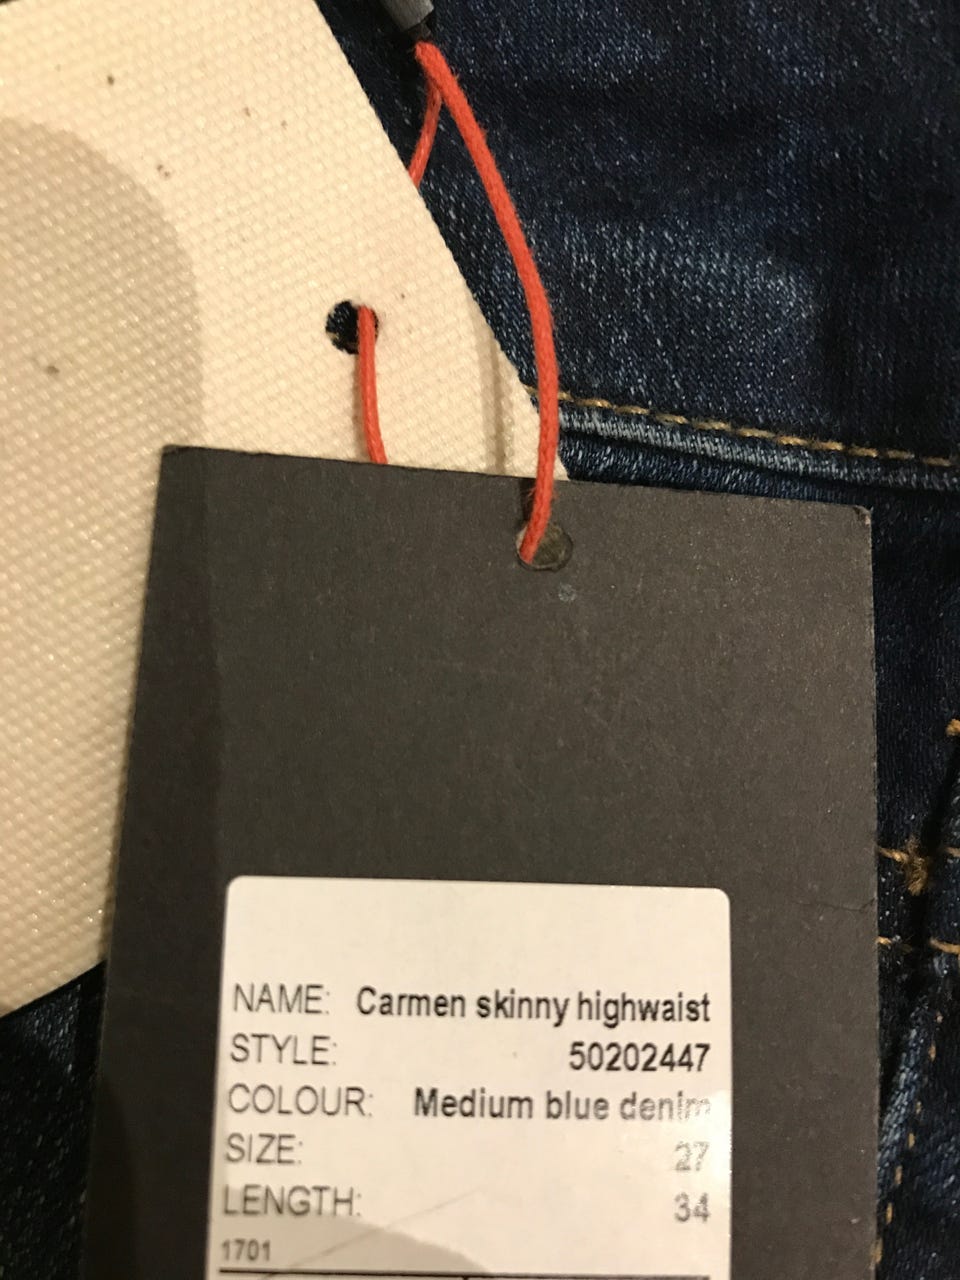 NAME: Carmen skinny highwaist
STYLE: 50202447
COLOUR: Medium blue denim
SIZE: 27
LENGTH: 34
1701